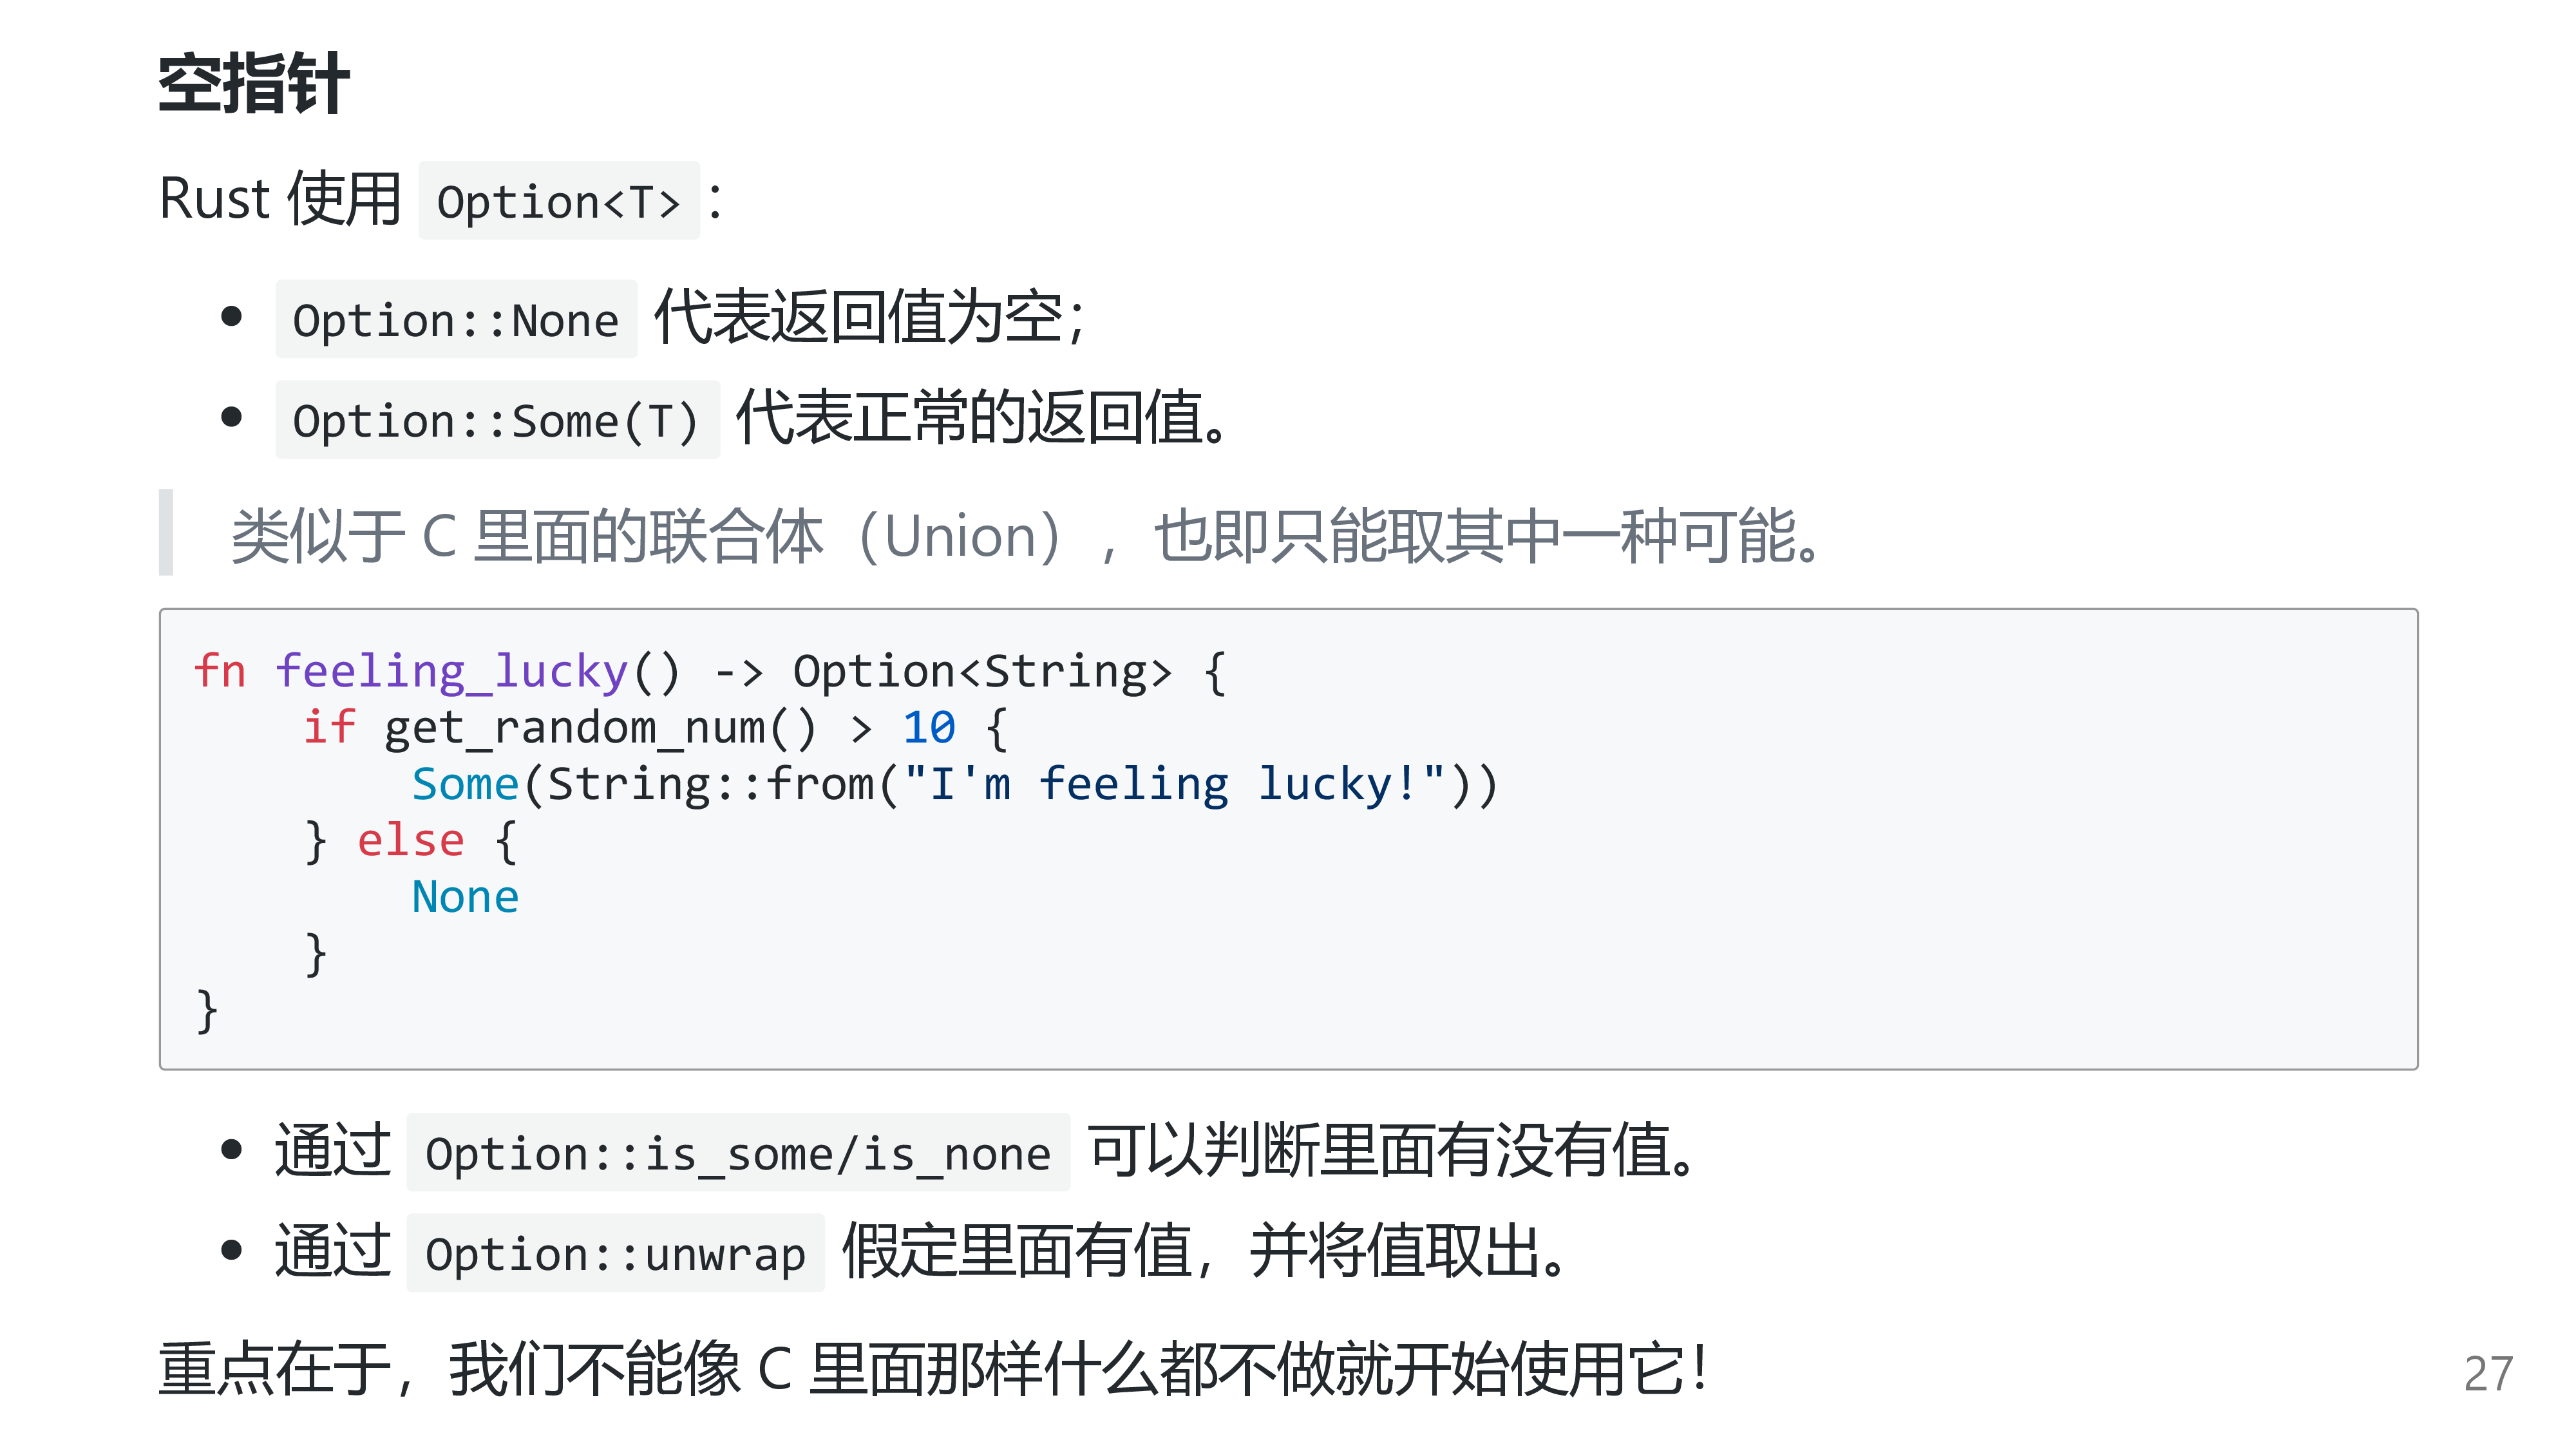 空指针
Rust 使用 Option<T>：
• Option::None 代表返回值为空；
• Option::Some(T) 代表正常的返回值。
类似于 C 里面的联合体（Union），也即只能取其中一种可能。
fn feeling_lucky() -> Option<String> {
    if get_random_num() > 10 {
        Some(String::from("I'm feeling lucky!"))
    } else {
        None
    }
}
• 通过 Option::is_some/is_none 可以判断里面有没有值。
• 通过 Option::unwrap 假定里面有值，并将值取出。
重点在于，我们不能像 C 里面那样什么都不做就开始使用它！
27